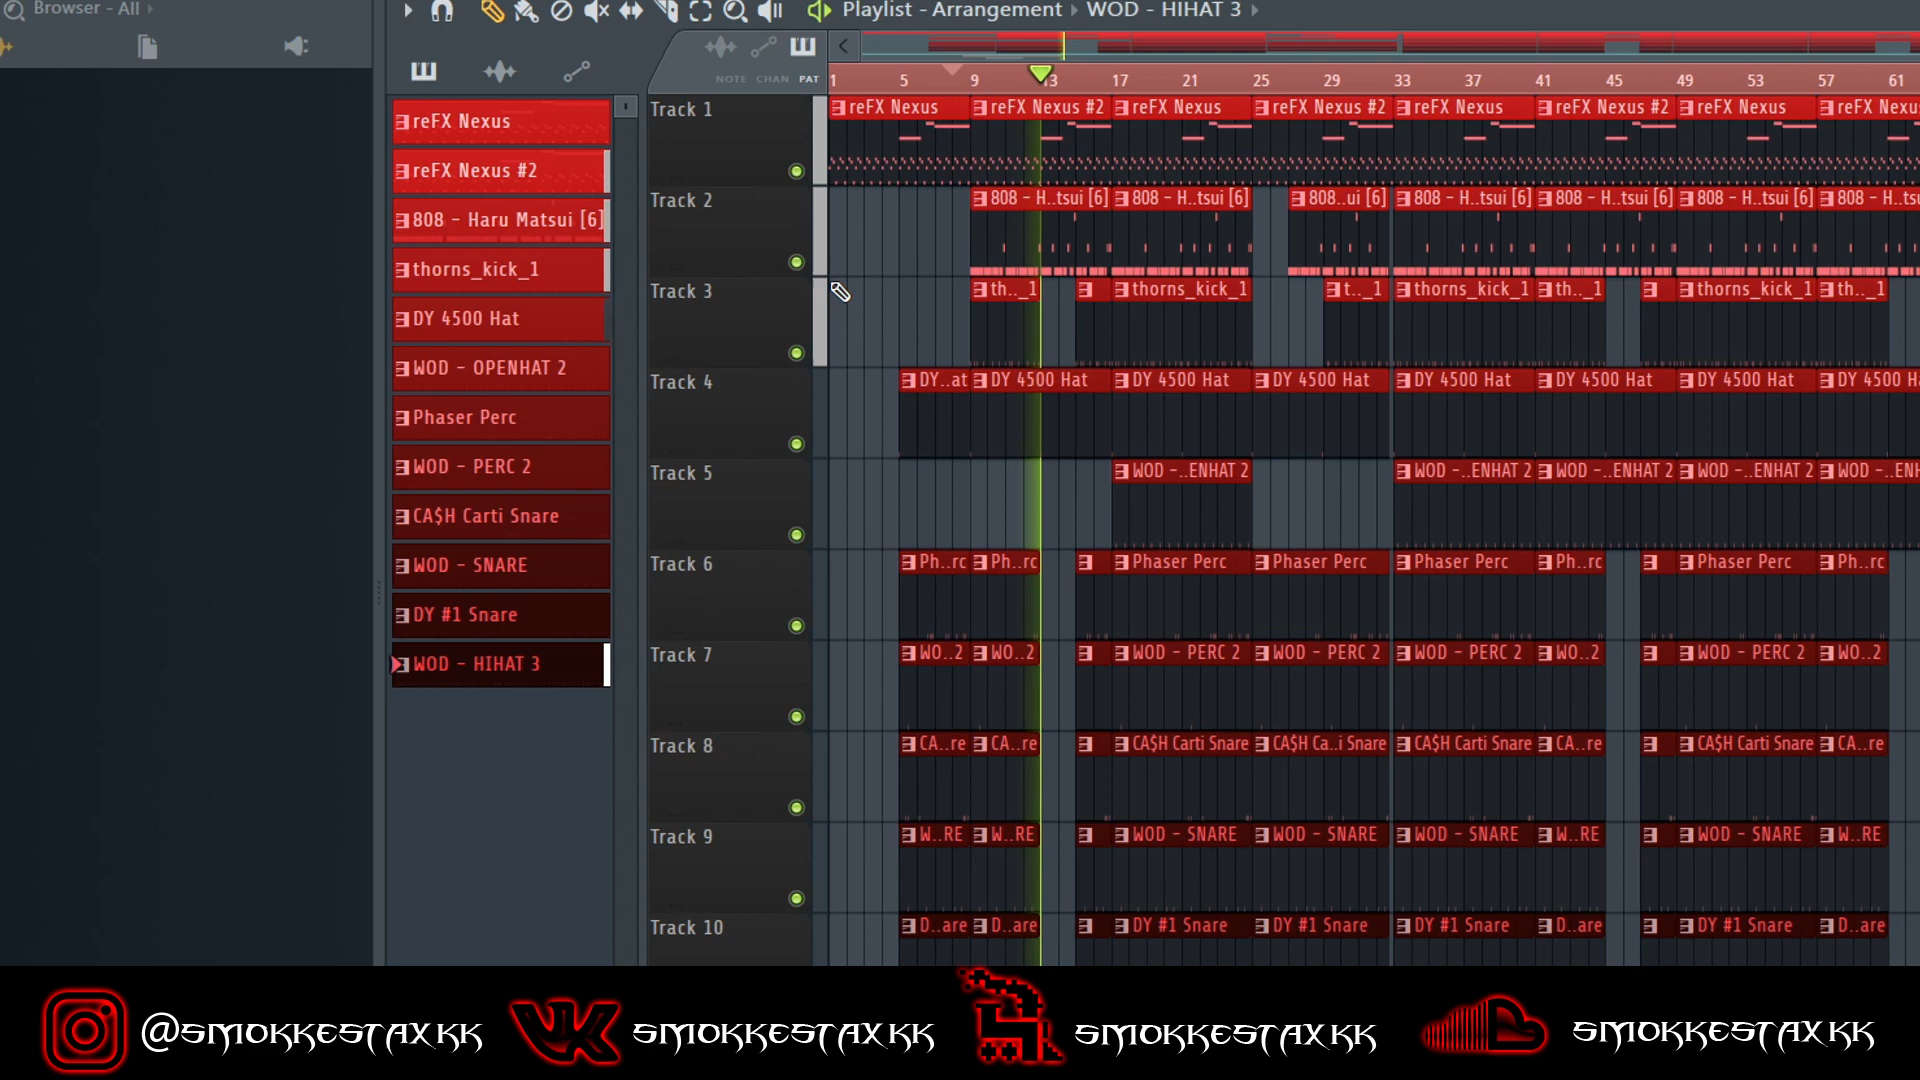 Browser - All
Playlist - Arrangement WOD - HIHAT 3
NOTE CHAN PAT
1 5 9 13 17 21 25 29 33 37 41 45 49 53 57 61
reFX Nexus
reFX Nexus #2
808 - Haru Matsui [6]
thorns_kick_1
DY 4500 Hat
WOD - OPENHAT 2
Phaser Perc
WOD - PERC 2
CA$H Carti Snare
WOD - SNARE
DY #1 Snare
WOD - HIHAT 3
Track 1 reFX Nexus reFX Nexus #2 reFX Nexus reFX Nexus #2 reFX Nexus reFX Nexus #2 reFX Nexus reFX Nexus
Track 2 808 - H..tsui [6] 808 - H..tsui [6] 808..ui [6] 808 - H..tsui [6] 808 - H..tsui [6] 808 - H..tsui [6] 808 - H..tsu
Track 3 th.._1 thorns_kick_1 t.._1 thorns_kick_1 th.._1 thorns_kick_1 th.._1
Track 4 DY..at DY 4500 Hat DY 4500 Hat DY 4500 Hat DY 4500 Hat DY 4500 Hat DY 4500 Hat DY 4500 H
Track 5 WOD -..ENHAT 2 WOD -..ENHAT 2 WOD -..ENHAT 2 WOD -..ENHAT 2 WOD -..ENH
Track 6 Ph..rc Ph..rc Phaser Perc Phaser Perc Phaser Perc Ph..rc Phaser Perc Ph..rc
Track 7 WO..2 WO..2 WOD - PERC 2 WOD - PERC 2 WOD - PERC 2 WO..2 WOD - PERC 2 WO..2
Track 8 CA..re CA..re CA$H Carti Snare CA$H Ca..i Snare CA$H Carti Snare CA..re CA$H Carti Snare CA..re
Track 9 W..RE W..RE WOD - SNARE WOD - SNARE WOD - SNARE W..RE WOD - SNARE W..RE
Track 10 D..are D..are DY #1 Snare DY #1 Snare DY #1 Snare D..are DY #1 Snare D..are
@SMOKKESTAXKK VK SMOKKESTAXKK SMOKKESTAXKK SMOKKESTAXKK